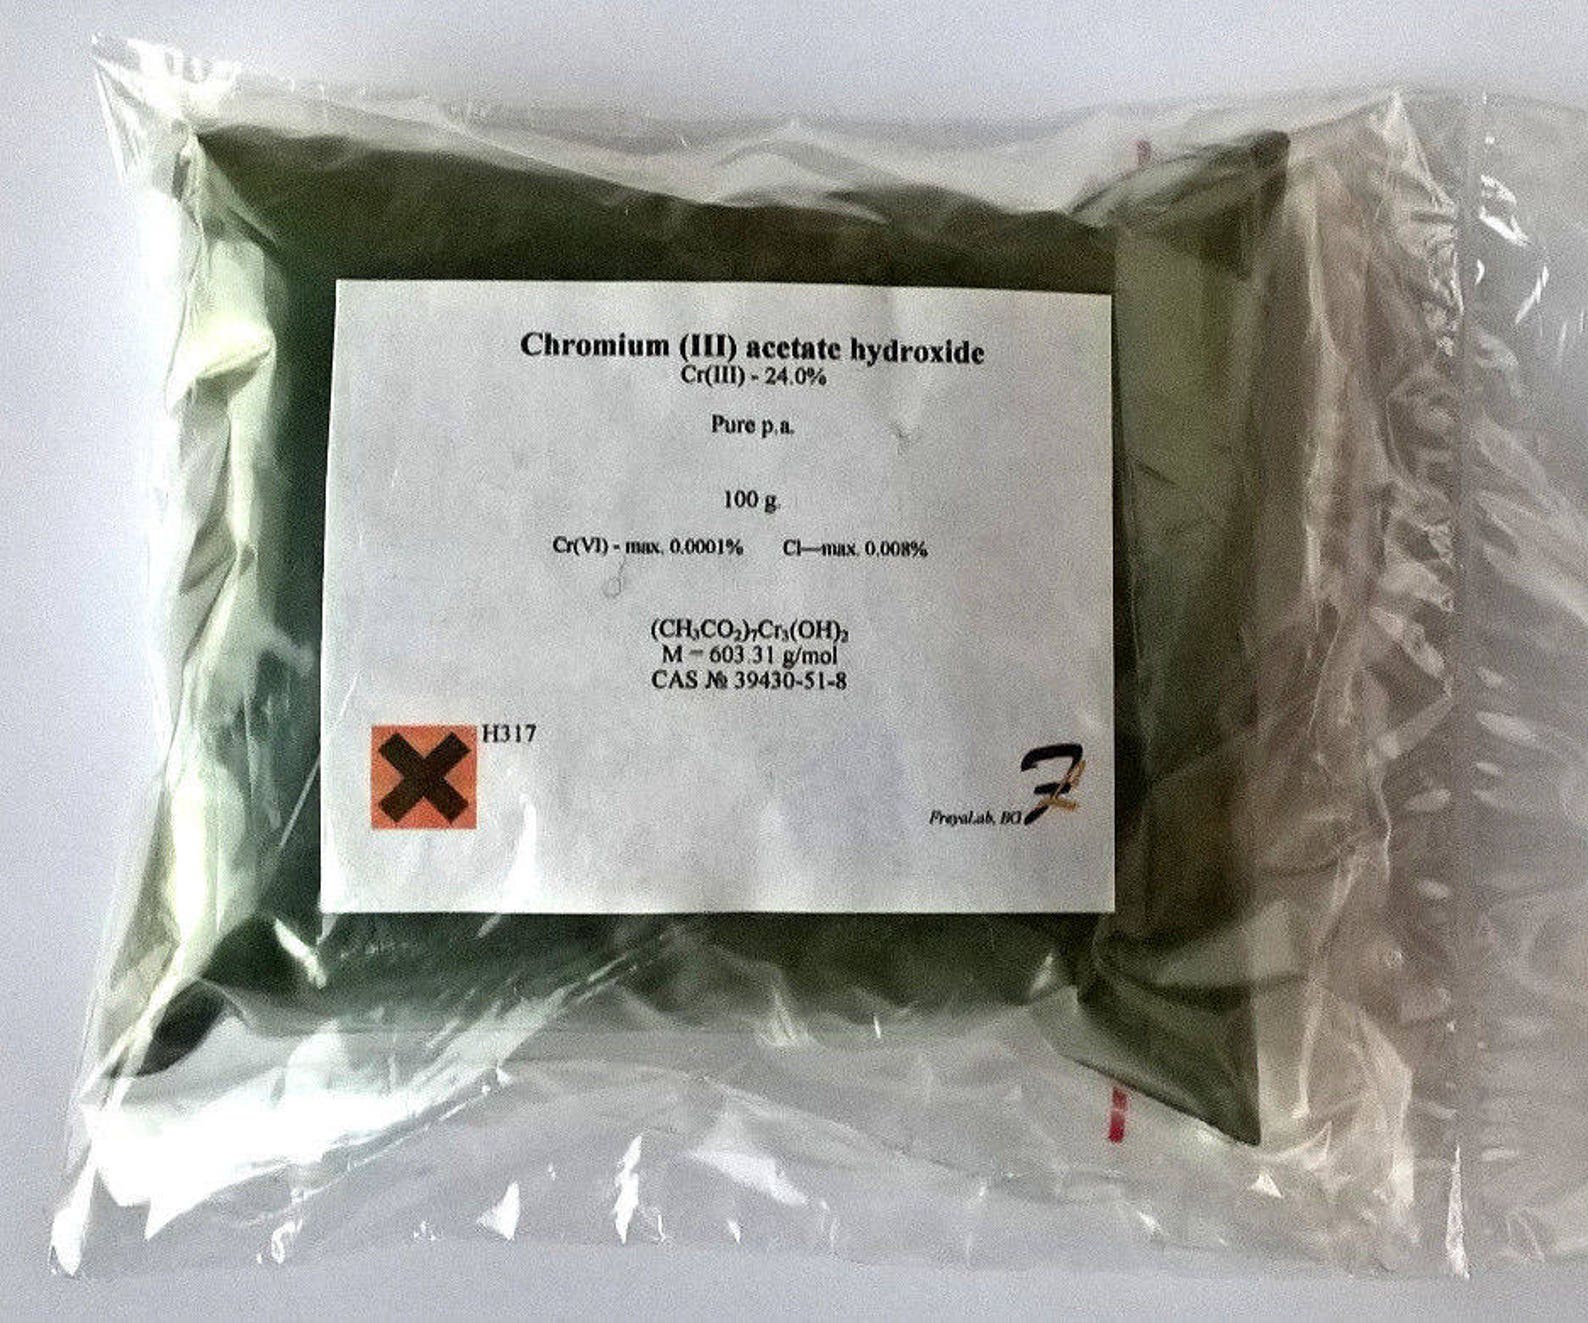 Chromium (III) acetate hydroxide
Cr(III) - 24.0%
Pure p.a.
100 g.
Cr(VI) - max. 0.0001% Cl—max. 0.008%
(CH₃CO₂)₇Cr₃(OH)₂
M = 603.31 g/mol
CAS № 39430-51-8
H317
FreyaLab,